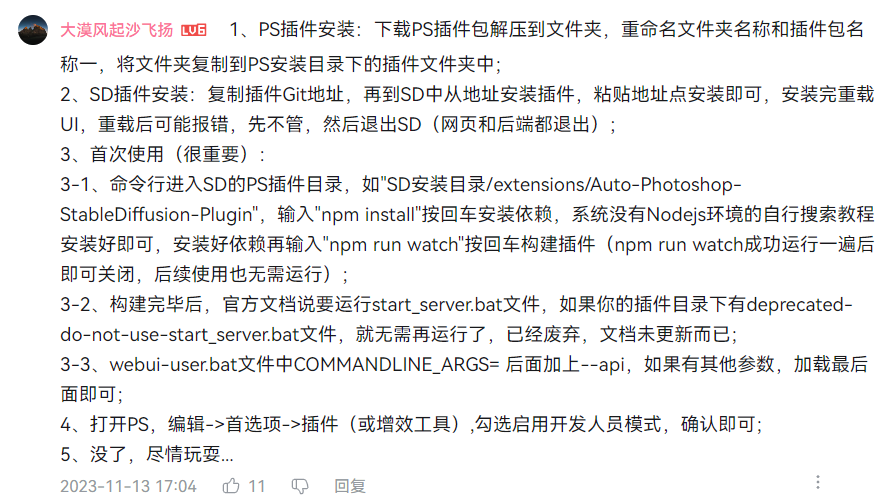 大漠风起沙飞扬 LV6 1、PS插件安装：下载PS插件包解压到文件夹，重命名文件夹名称和插件包名
称一，将文件夹复制到PS安装目录下的插件文件夹中；
2、SD插件安装：复制插件Git地址，再到SD中从地址安装插件，粘贴地址点安装即可，安装完重载
UI，重载后可能报错，先不管，然后退出SD（网页和后端都退出）；
3、首次使用（很重要）：
3-1、命令行进入SD的PS插件目录，如"SD安装目录/extensions/Auto-Photoshop-
StableDiffusion-Plugin"，输入"npm install"按回车安装依赖，系统没有Nodejs环境的自行搜索教程
安装好即可，安装好依赖再输入"npm run watch"按回车构建插件（npm run watch成功运行一遍后
即可关闭，后续使用也无需运行）；
3-2、构建完毕后，官方文档说要运行start_server.bat文件，如果你的插件目录下有deprecated-
do-not-use-start_server.bat文件，就无需再运行了，已经废弃，文档未更新而已；
3-3、webui-user.bat文件中COMMANDLINE_ARGS= 后面加上--api，如果有其他参数，加载最后
面即可；
4、打开PS，编辑->首选项->插件（或增效工具）,勾选启用开发人员模式，确认即可；
5、没了，尽情玩耍...
2023-11-13 17:04 11 回复